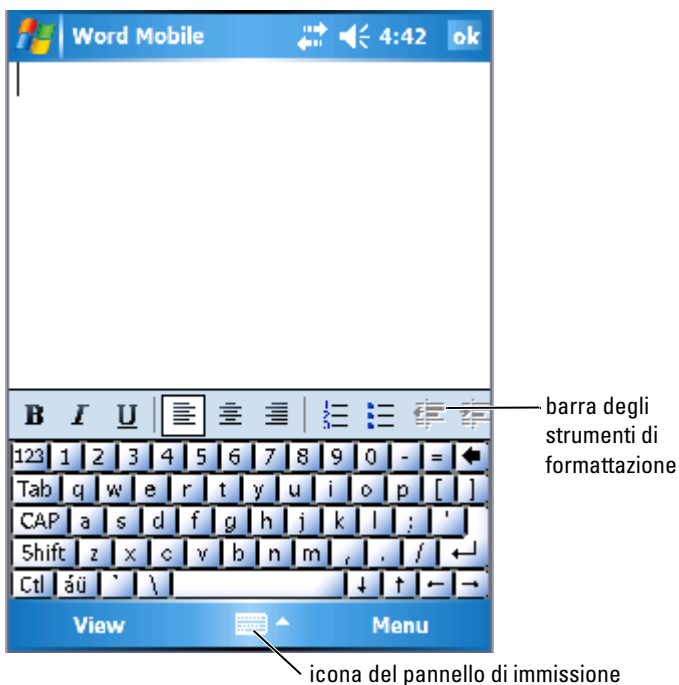 Word Mobile 4:42 ok
B I U
barra degli
strumenti di
formattazione
123 1 2 3 4 5 6 7 8 9 0 - =
Tab q w e r t y u i o p [ ]
CAP a s d f g h j k l ; '
Shift z x c v b n m , . /
Ctl áü ` \
View Menu
icona del pannello di immissione